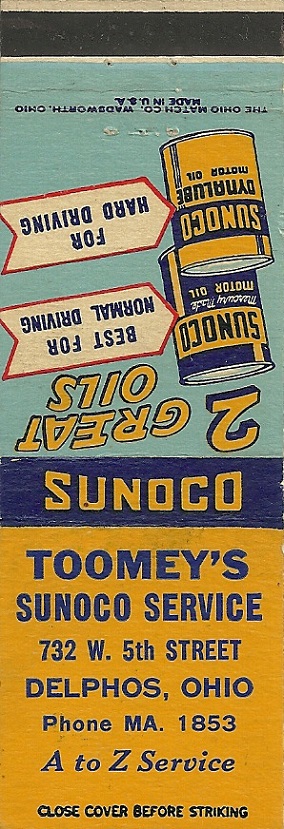 THE OHIO MATCH CO. WADSWORTH, OHIO
MADE IN U.S.A.
2 GREAT
OILS
BEST FOR
NORMAL DRIVING
SUNOCO
Mercury Made
MOTOR OIL
FOR
HARD DRIVING
SUNOCO
DYNALUBE
MOTOR OIL
SUNOCO
TOOMEY'S
SUNOCO SERVICE
732 W. 5th STREET
DELPHOS, OHIO
Phone MA. 1853
A to Z Service
CLOSE COVER BEFORE STRIKING